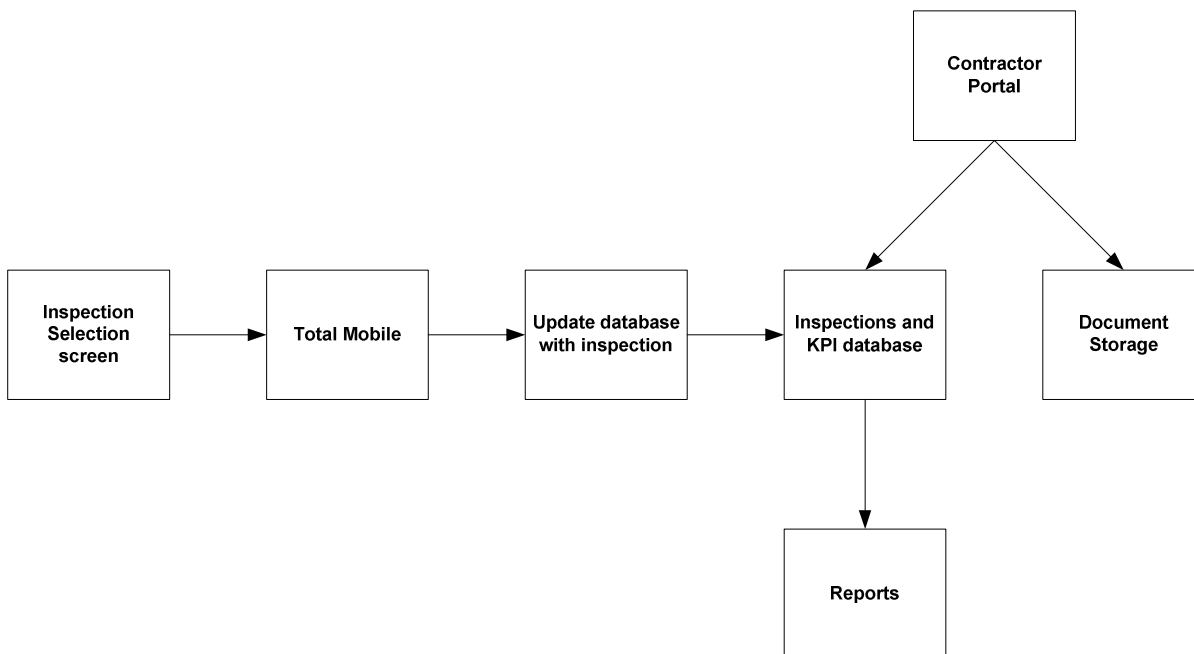 Contractor
Portal
Inspection
Selection
screen
Total Mobile
Update database
with inspection
Inspections and
KPI database
Document
Storage
Reports